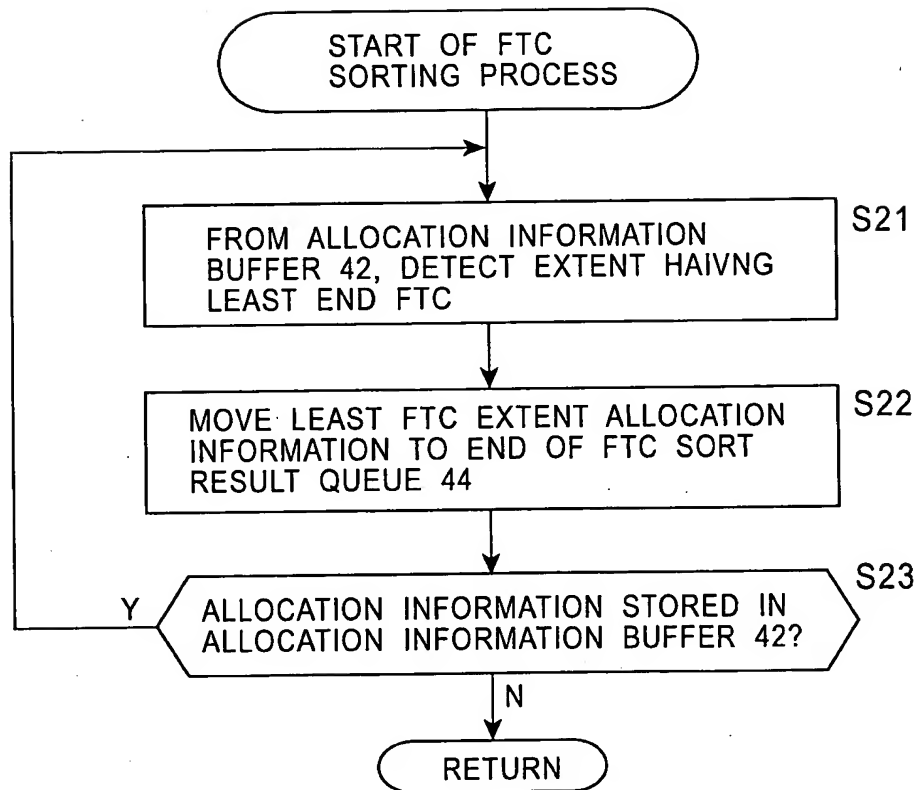 START OF FTC
SORTING PROCESS
S21
FROM ALLOCATION INFORMATION
BUFFER 42, DETECT EXTENT HAIVNG
LEAST END FTC
S22
MOVE LEAST FTC EXTENT ALLOCATION
INFORMATION TO END OF FTC SORT
RESULT QUEUE 44
S23
Y
ALLOCATION INFORMATION STORED IN
ALLOCATION INFORMATION BUFFER 42?
N
RETURN